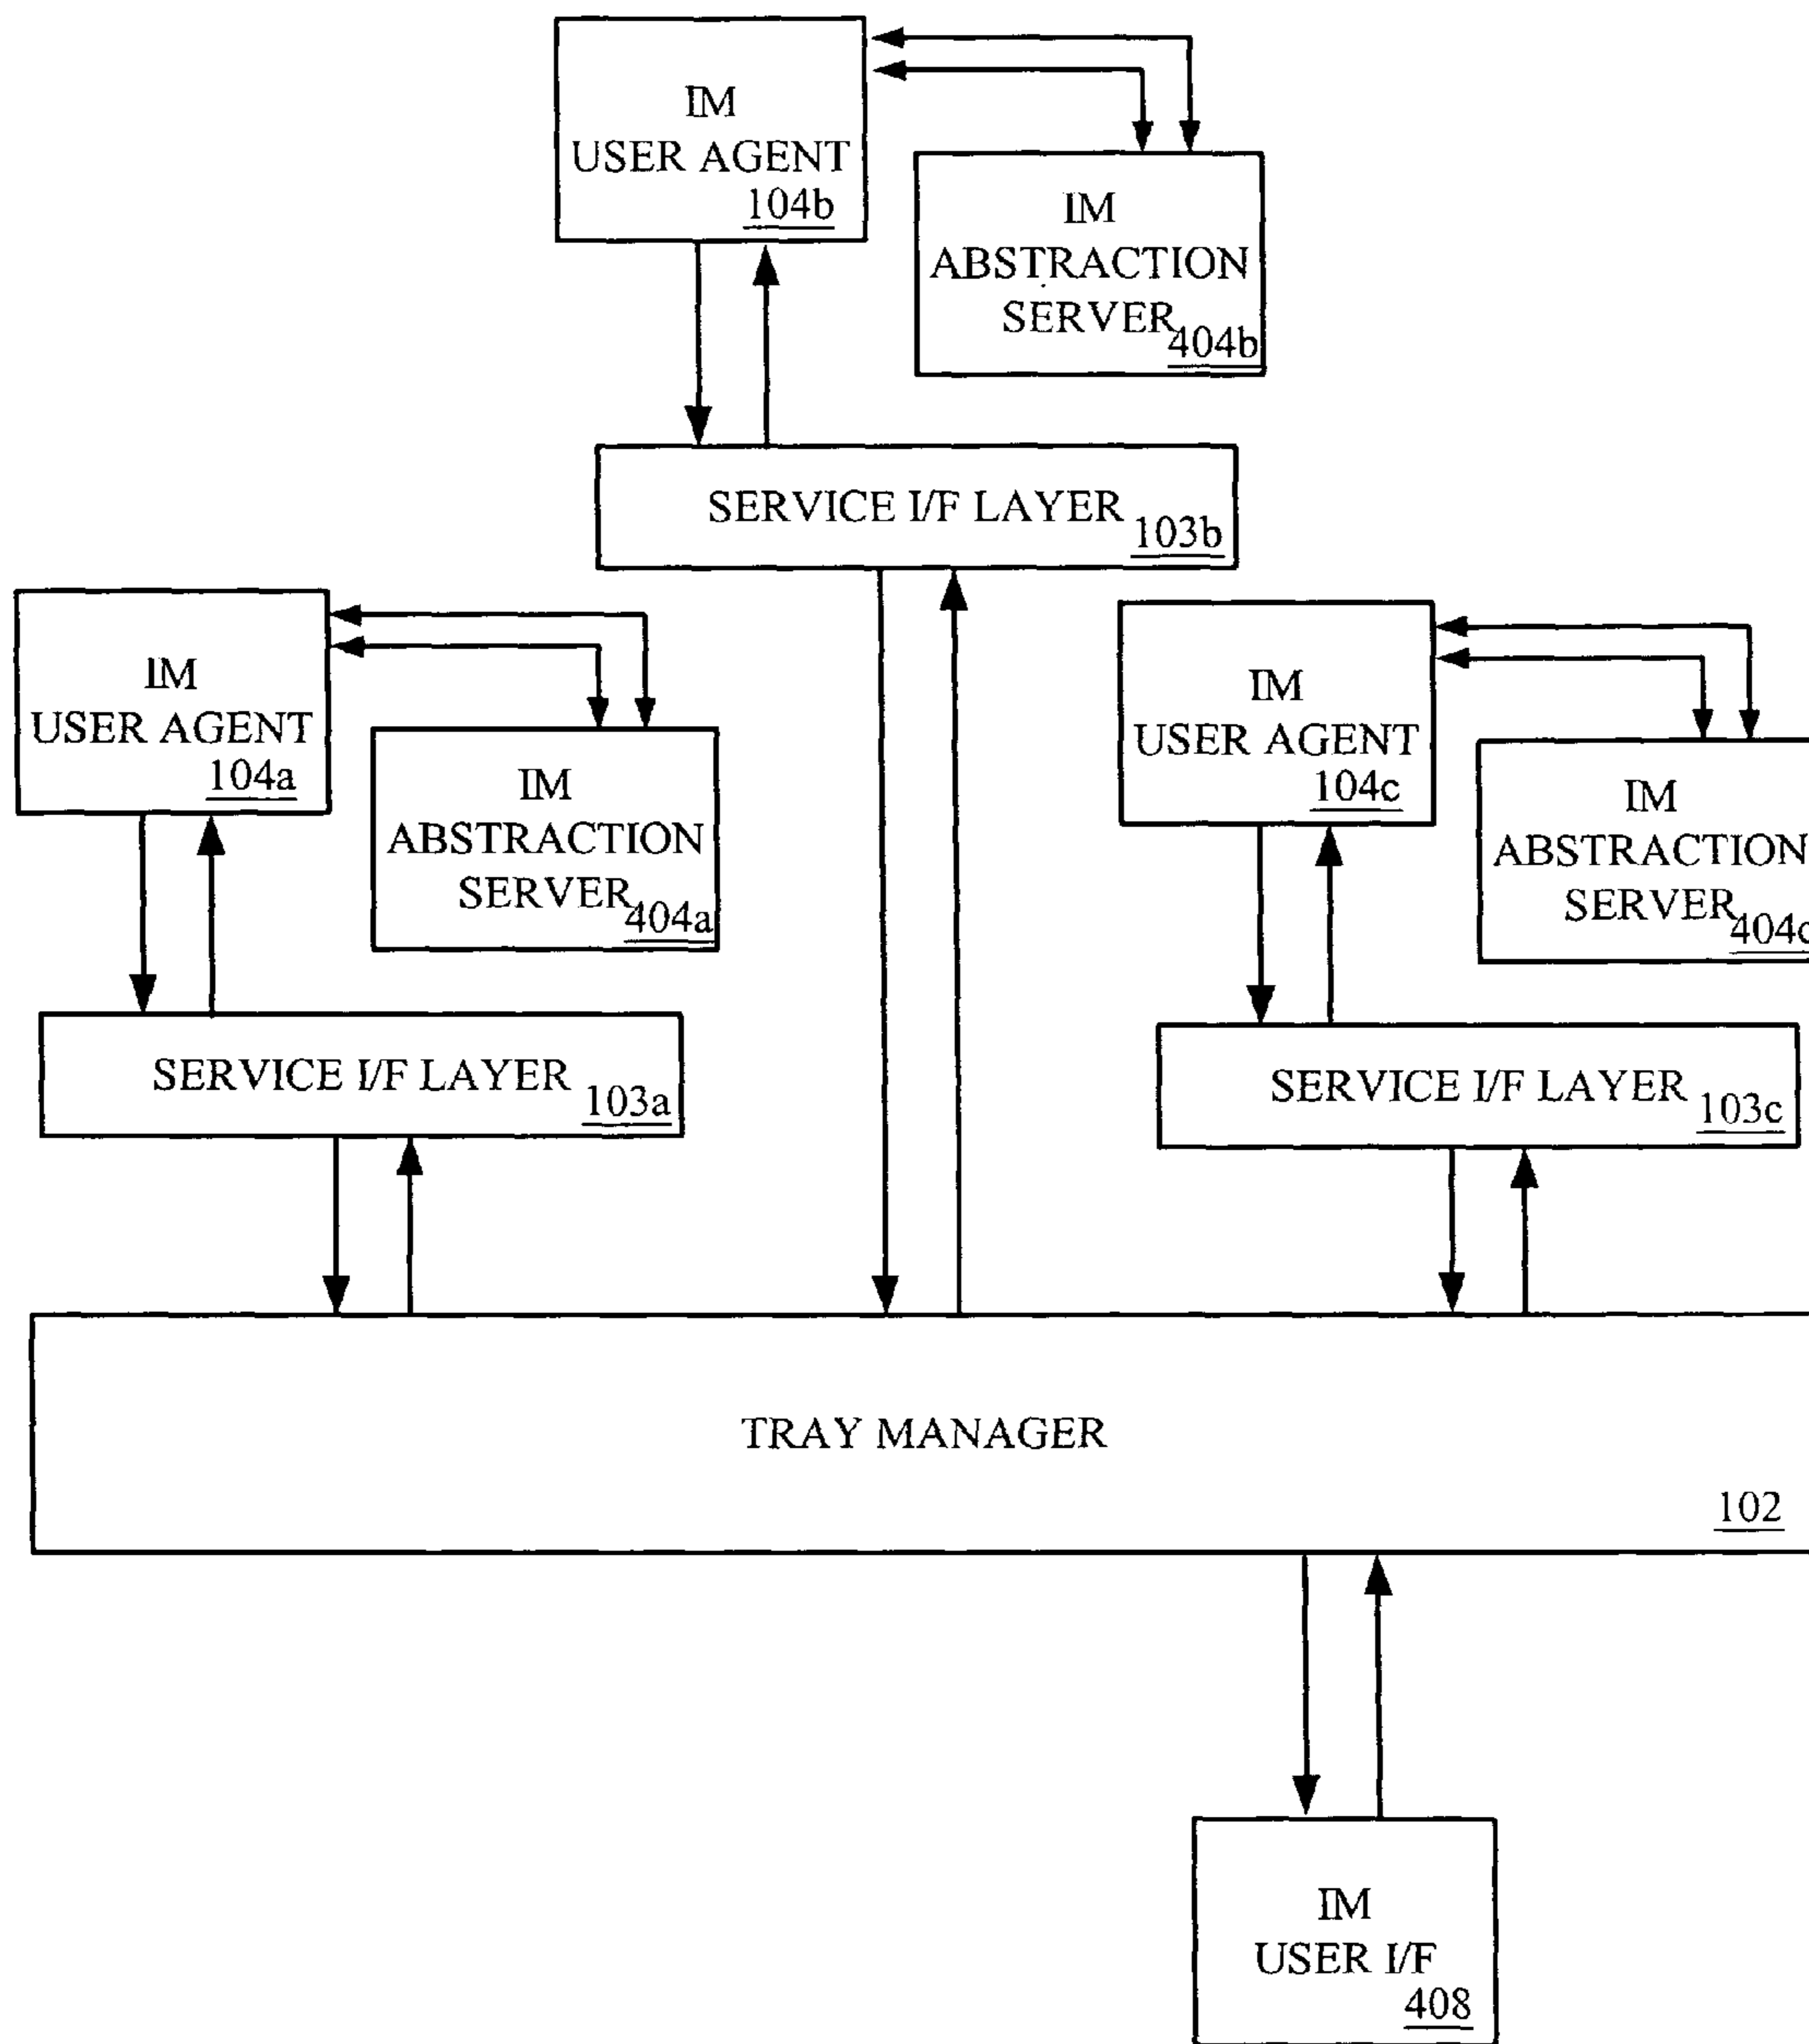 IM
USER AGENT
104b
IM
ABSTRACTION
SERVER
404b
SERVICE I/F LAYER
103b
IM
USER AGENT
104a
IM
ABSTRACTION
SERVER
404a
SERVICE I/F LAYER
103a
IM
USER AGENT
104c
IM
ABSTRACTION
SERVER
404c
SERVICE I/F LAYER
103c
TRAY MANAGER
102
IM
USER I/F
408